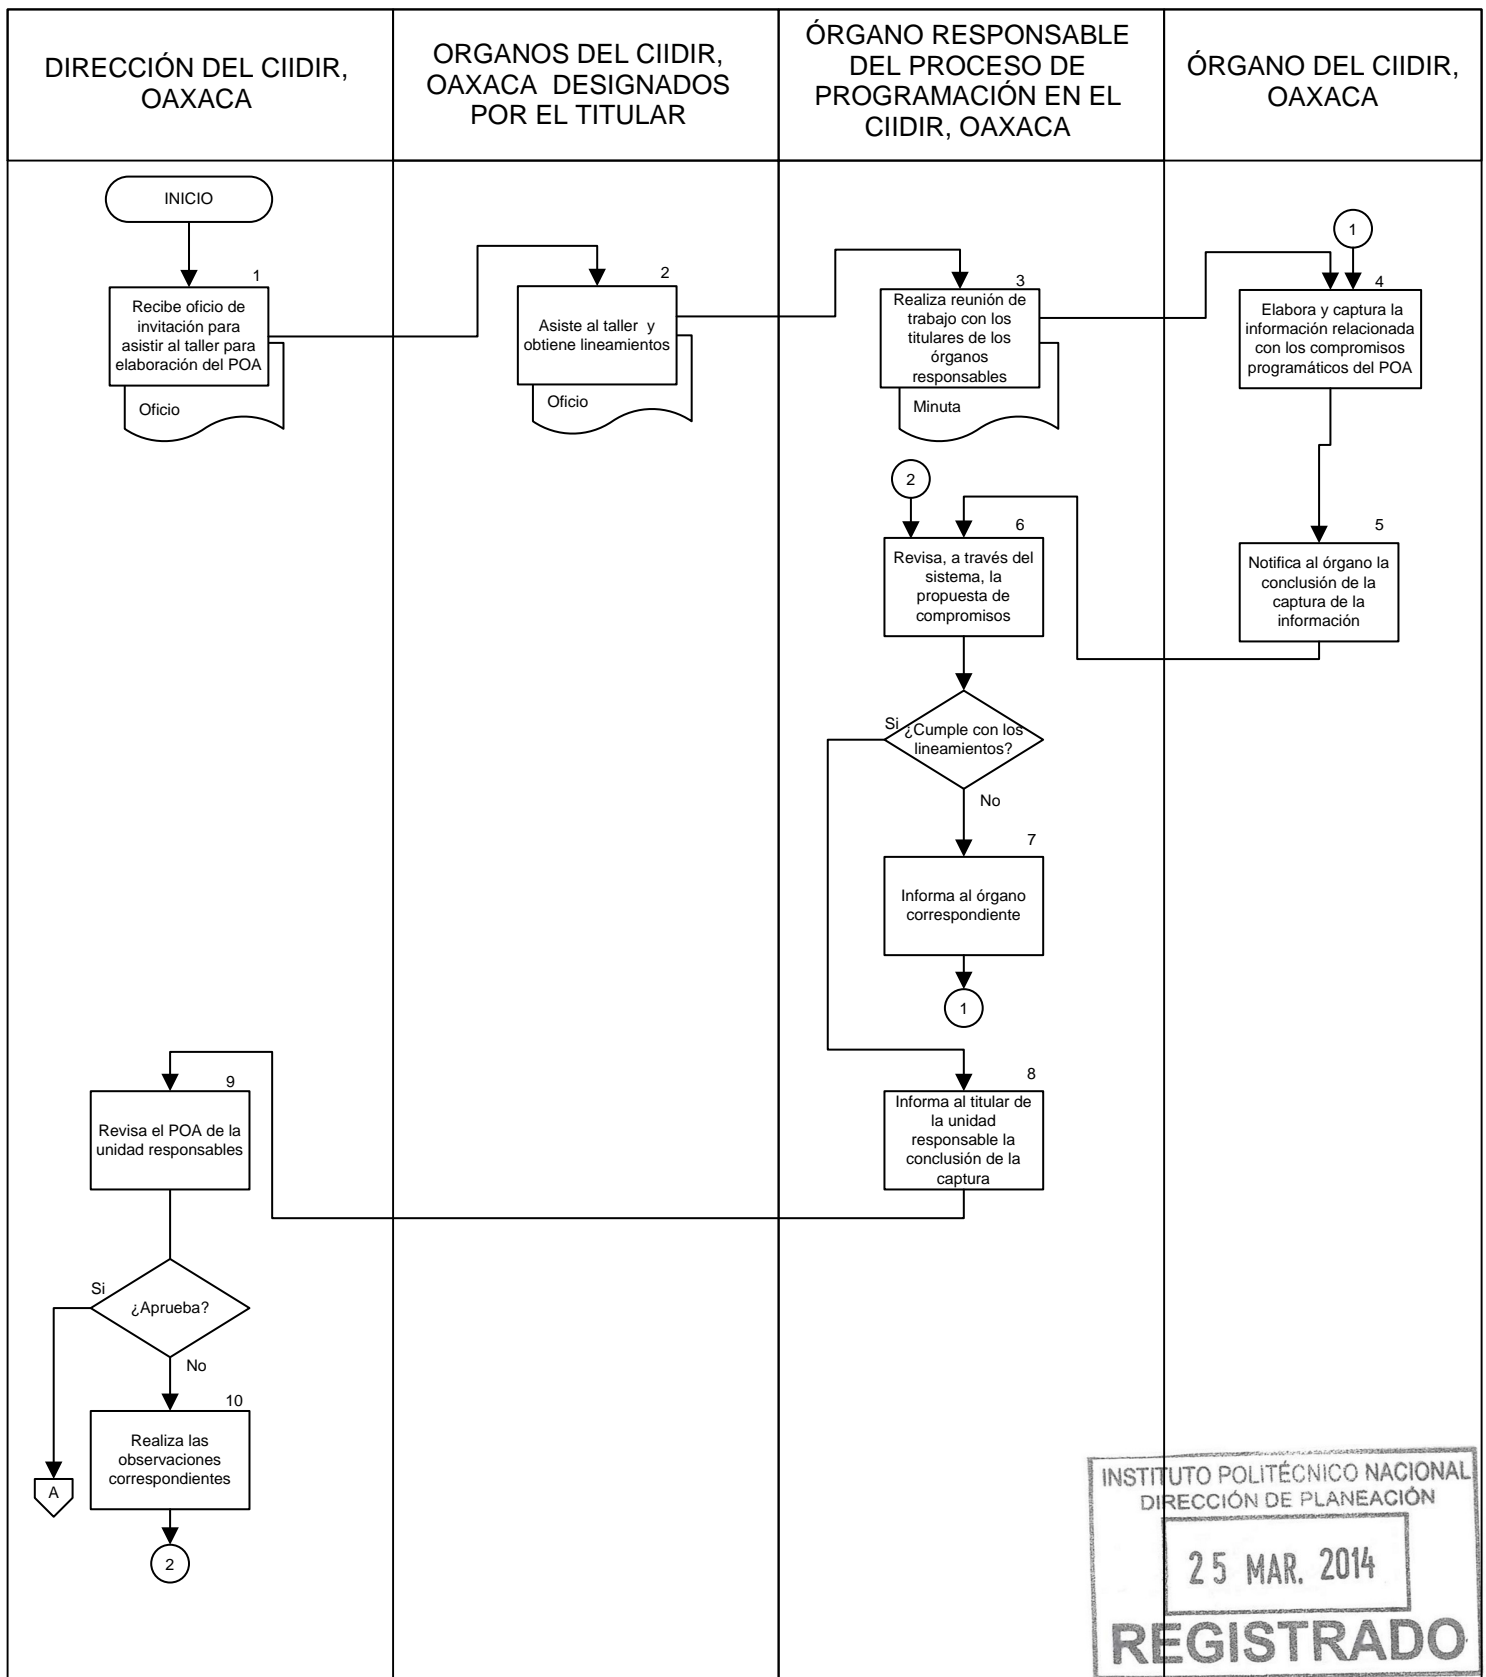 DIRECCIÓN DEL CIIDIR,
OAXACA
ORGANOS DEL CIIDIR,
OAXACA DESIGNADOS
POR EL TITULAR
ÓRGANO RESPONSABLE
DEL PROCESO DE
PROGRAMACIÓN EN EL
CIIDIR, OAXACA
ÓRGANO DEL CIIDIR,
OAXACA
INICIO
1
Recibe oficio de
invitación para
asistir al taller para
elaboración del POA
Oficio
2
Asiste al taller y
obtiene lineamientos
Oficio
3
Realiza reunión de
trabajo con los
titulares de los
órganos
responsables
Minuta
1
4
Elabora y captura la
información relacionada
con los compromisos
programáticos del POA
5
Notifica al órgano la
conclusión de la
captura de la
información
2
6
Revisa, a través del
sistema, la
propuesta de
compromisos
Si
¿Cumple con los
lineamientos?
No
7
Informa al órgano
correspondiente
1
8
Informa al titular de
la unidad
responsable la
conclusión de la
captura
9
Revisa el POA de la
unidad responsables
Si
¿Aprueba?
No
10
Realiza las
observaciones
correspondientes
A
2
INSTITUTO POLITÉCNICO NACIONAL
DIRECCIÓN DE PLANEACIÓN
25 MAR. 2014
REGISTRADO